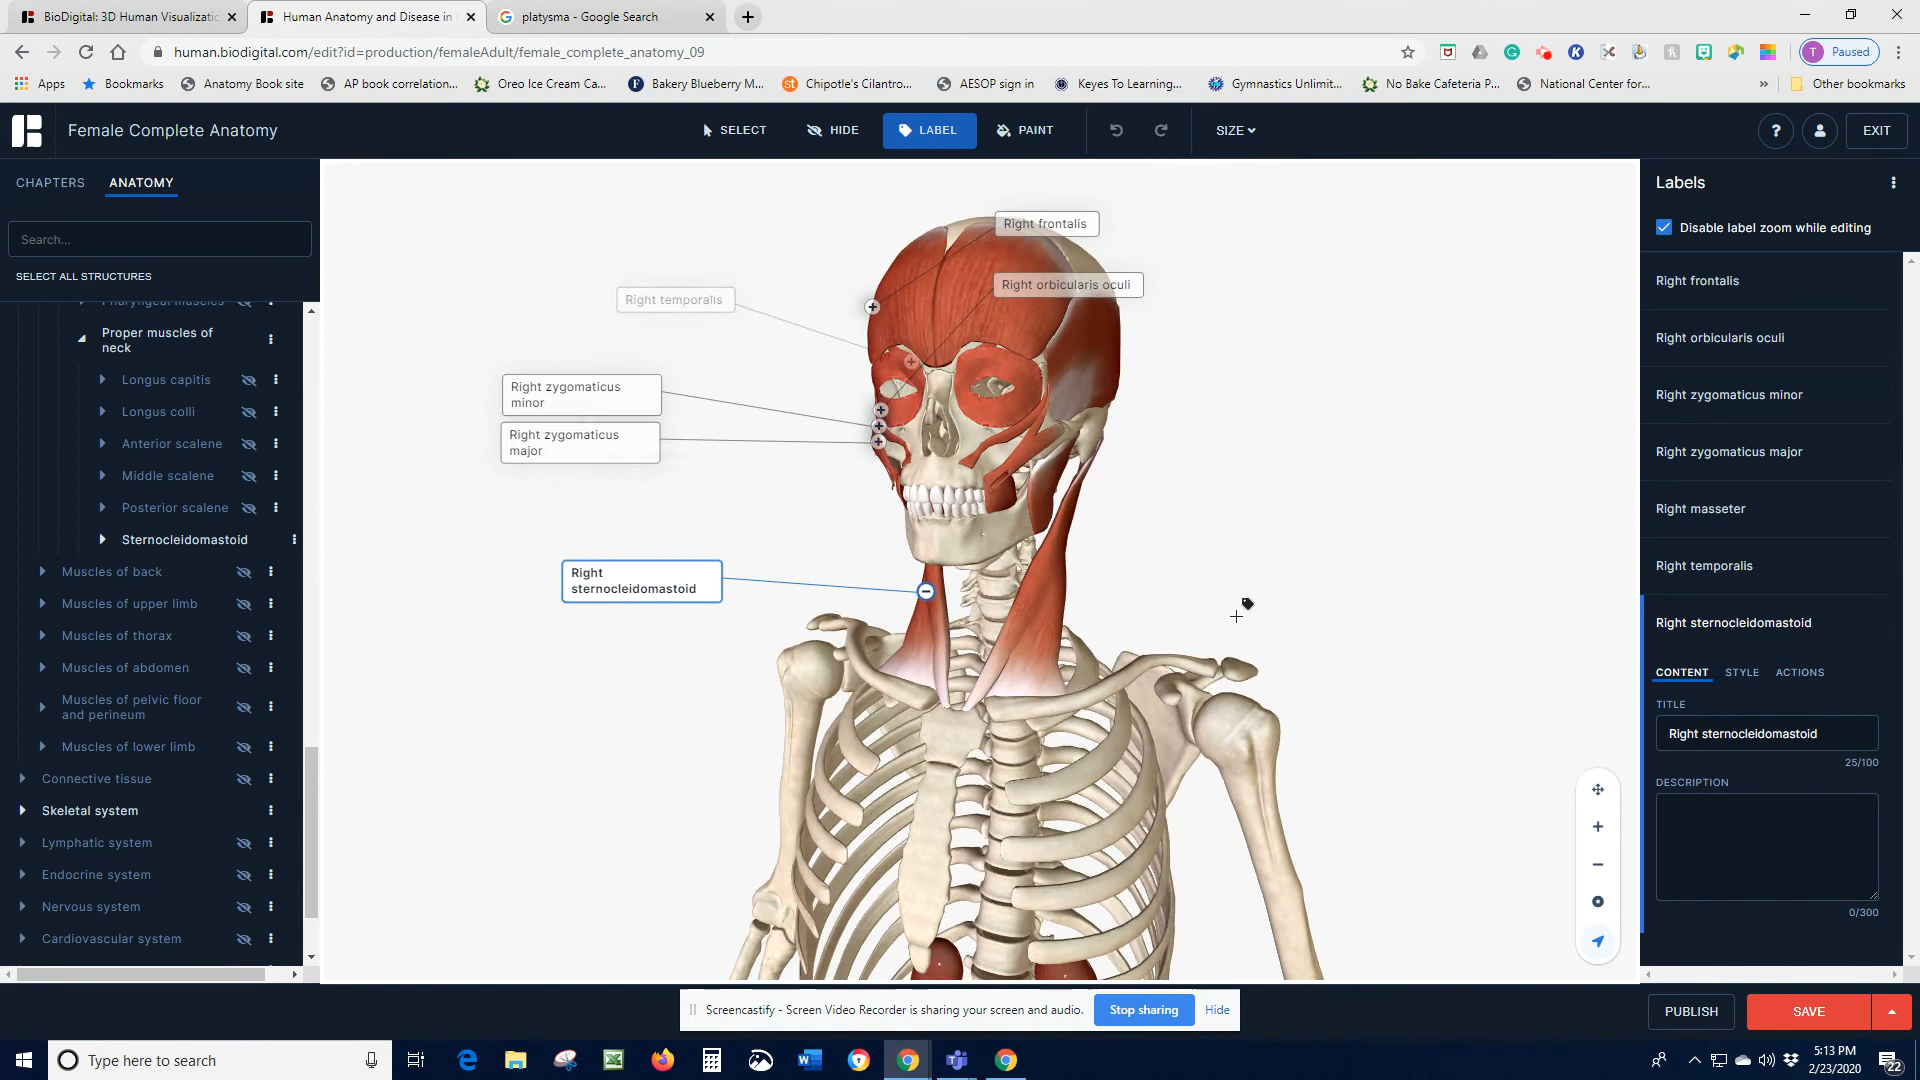 BioDigital: 3D Human Visualizatic
Human Anatomy and Disease in
platysma - Google Search
human.biodigital.com/edit?id=production/femaleAdult/female_complete_anatomy_09
T
Paused
Apps
Bookmarks
Anatomy Book site
AP book correlation...
Oreo Ice Cream Ca...
Bakery Blueberry M...
Chipotle's Cilantro...
AESOP sign in
Keyes To Learning...
Gymnastics Unlimit...
No Bake Cafeteria P...
National Center for...
Other bookmarks
Female Complete Anatomy
SELECT
HIDE
LABEL
PAINT
SIZE
?
EXIT
CHAPTERS
ANATOMY
Search...
SELECT ALL STRUCTURES
Pharyngeal muscles
Proper muscles of
neck
Longus capitis
Longus colli
Anterior scalene
Middle scalene
Posterior scalene
Sternocleidomastoid
Muscles of back
Muscles of upper limb
Muscles of thorax
Muscles of abdomen
Muscles of pelvic floor
and perineum
Muscles of lower limb
Connective tissue
Skeletal system
Lymphatic system
Endocrine system
Nervous system
Cardiovascular system
Right frontalis
Right orbicularis oculi
Right temporalis
Right zygomaticus
minor
Right zygomaticus
major
Right
sternocleidomastoid
Labels
Disable label zoom while editing
Right frontalis
Right orbicularis oculi
Right zygomaticus minor
Right zygomaticus major
Right masseter
Right temporalis
Right sternocleidomastoid
CONTENT
STYLE
ACTIONS
TITLE
Right sternocleidomastoid
25/100
DESCRIPTION
0/300
Screencastify - Screen Video Recorder is sharing your screen and audio.
Stop sharing
Hide
PUBLISH
SAVE
Type here to search
5:13 PM
2/23/2020
22